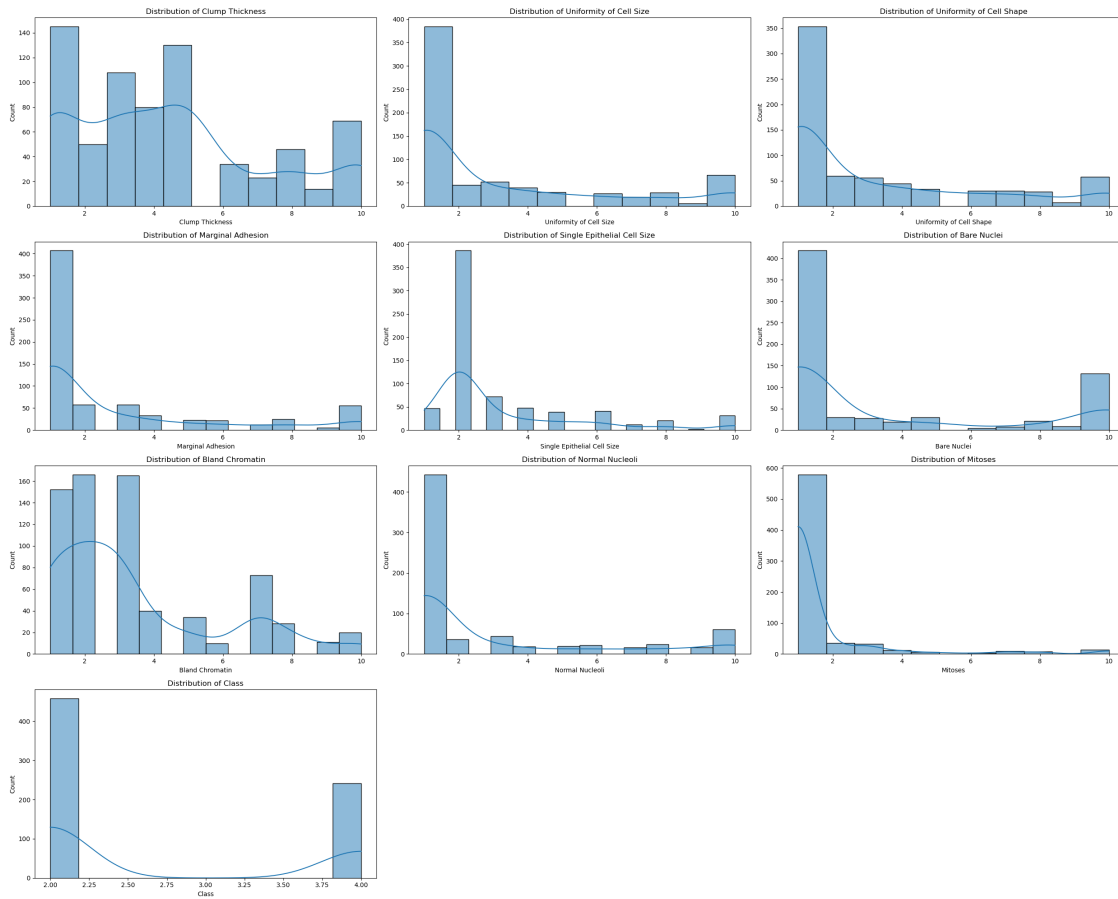 Distribution of Clump Thickness
Count
140
120
100
80
60
40
20
0
2 4 6 8 10
Clump Thickness
Distribution of Uniformity of Cell Size
Count
400
350
300
250
200
150
100
50
0
2 4 6 8 10
Uniformity of Cell Size
Distribution of Uniformity of Cell Shape
Count
350
300
250
200
150
100
50
0
2 4 6 8 10
Uniformity of Cell Shape
Distribution of Marginal Adhesion
Count
400
350
300
250
200
150
100
50
0
2 4 6 8 10
Marginal Adhesion
Distribution of Single Epithelial Cell Size
Count
400
350
300
250
200
150
100
50
0
2 4 6 8 10
Single Epithelial Cell Size
Distribution of Bare Nuclei
Count
400
350
300
250
200
150
100
50
0
2 4 6 8 10
Bare Nuclei
Distribution of Bland Chromatin
Count
160
140
120
100
80
60
40
20
0
2 4 6 8 10
Bland Chromatin
Distribution of Normal Nucleoli
Count
400
300
200
100
0
2 4 6 8 10
Normal Nucleoli
Distribution of Mitoses
Count
600
500
400
300
200
100
0
2 4 6 8 10
Mitoses
Distribution of Class
Count
400
300
200
100
0
2.00 2.25 2.50 2.75 3.00 3.25 3.50 3.75 4.00
Class